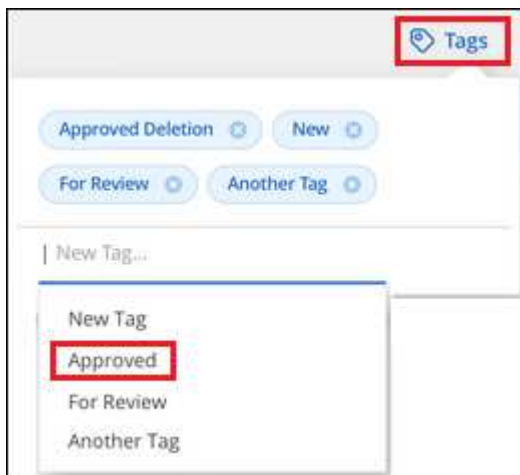 Tags
Approved Deletion New
For Review Another Tag
New Tag...
New Tag
Approved
For Review
Another Tag